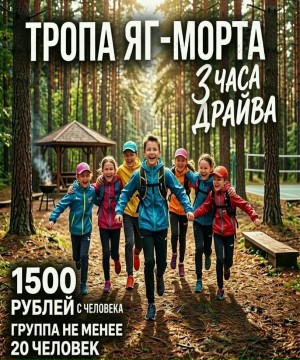 ТРОПА ЯГ-МОРТА
3 ЧАСА
ДРАЙВА
1500
РУБЛЕЙ С ЧЕЛОВЕКА
ГРУППА НЕ МЕНЕЕ
20 ЧЕЛОВЕК